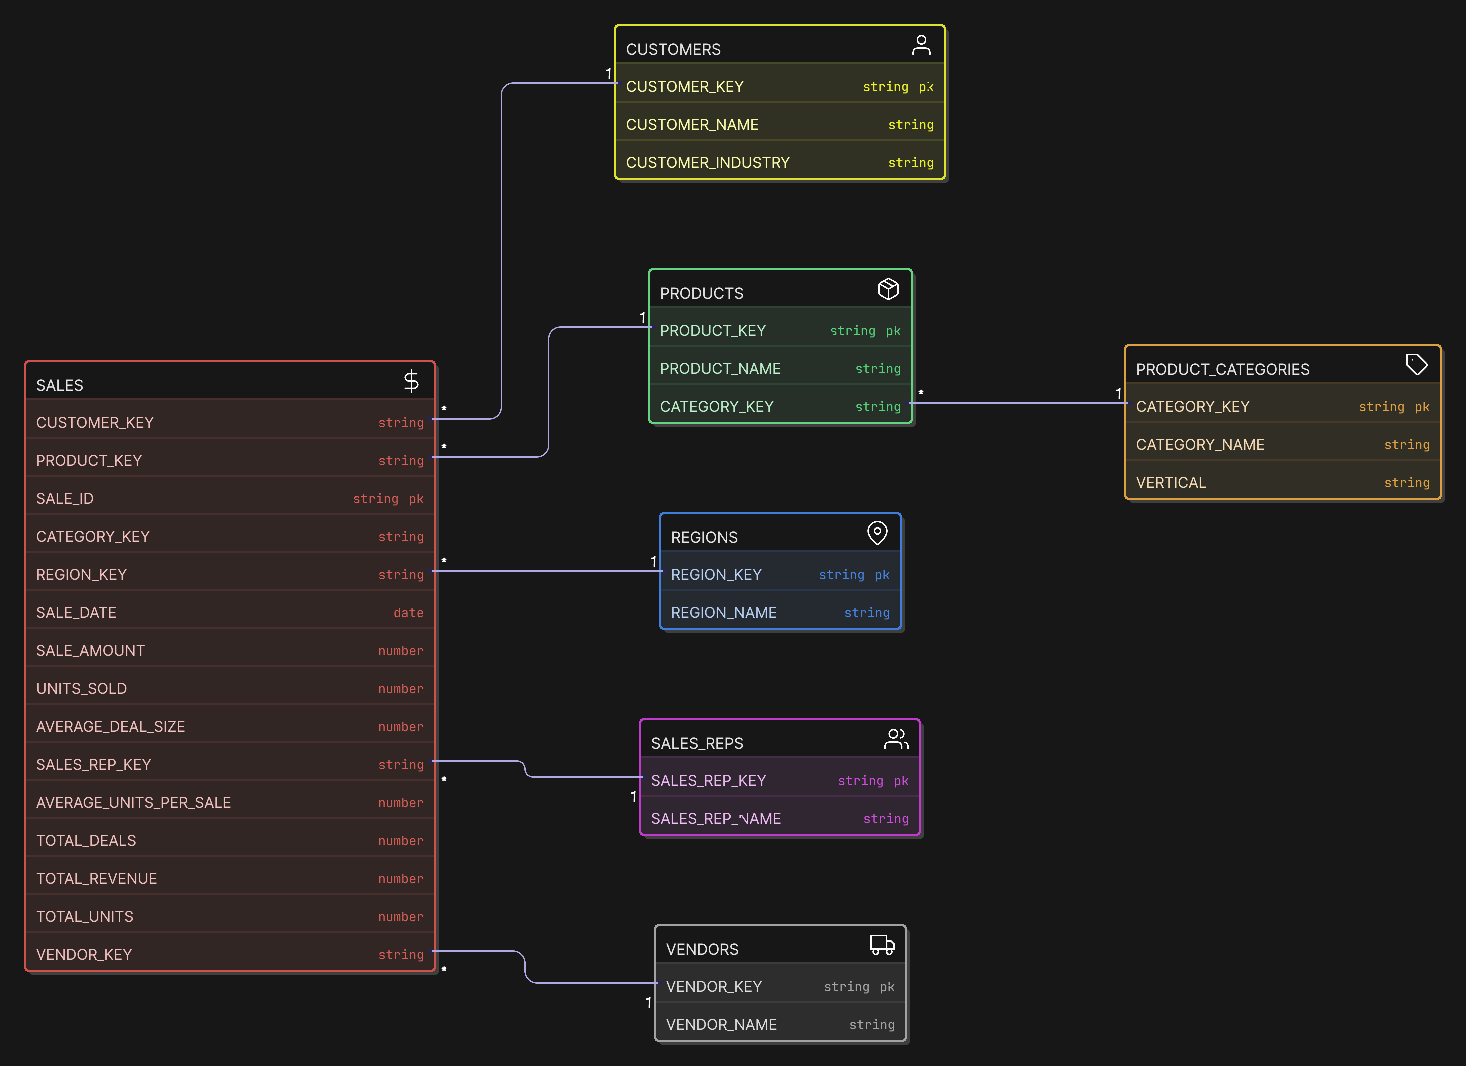 CUSTOMERS
1
CUSTOMER_KEY string pk
CUSTOMER_NAME string
CUSTOMER_INDUSTRY string
PRODUCTS
1
PRODUCT_KEY string pk
PRODUCT_NAME string
CATEGORY_KEY string
*
1
PRODUCT_CATEGORIES
CATEGORY_KEY string pk
CATEGORY_NAME string
VERTICAL string
SALES
$
CUSTOMER_KEY string
*
PRODUCT_KEY string
*
SALE_ID string pk
CATEGORY_KEY string
REGION_KEY string
*
SALE_DATE date
SALE_AMOUNT number
UNITS_SOLD number
AVERAGE_DEAL_SIZE number
SALES_REP_KEY string
*
AVERAGE_UNITS_PER_SALE number
TOTAL_DEALS number
TOTAL_REVENUE number
TOTAL_UNITS number
VENDOR_KEY string
*
REGIONS
1
REGION_KEY string pk
REGION_NAME string
SALES_REPS
SALES_REP_KEY string pk
1
SALES_REP_NAME string
VENDORS
VENDOR_KEY string pk
1
VENDOR_NAME string